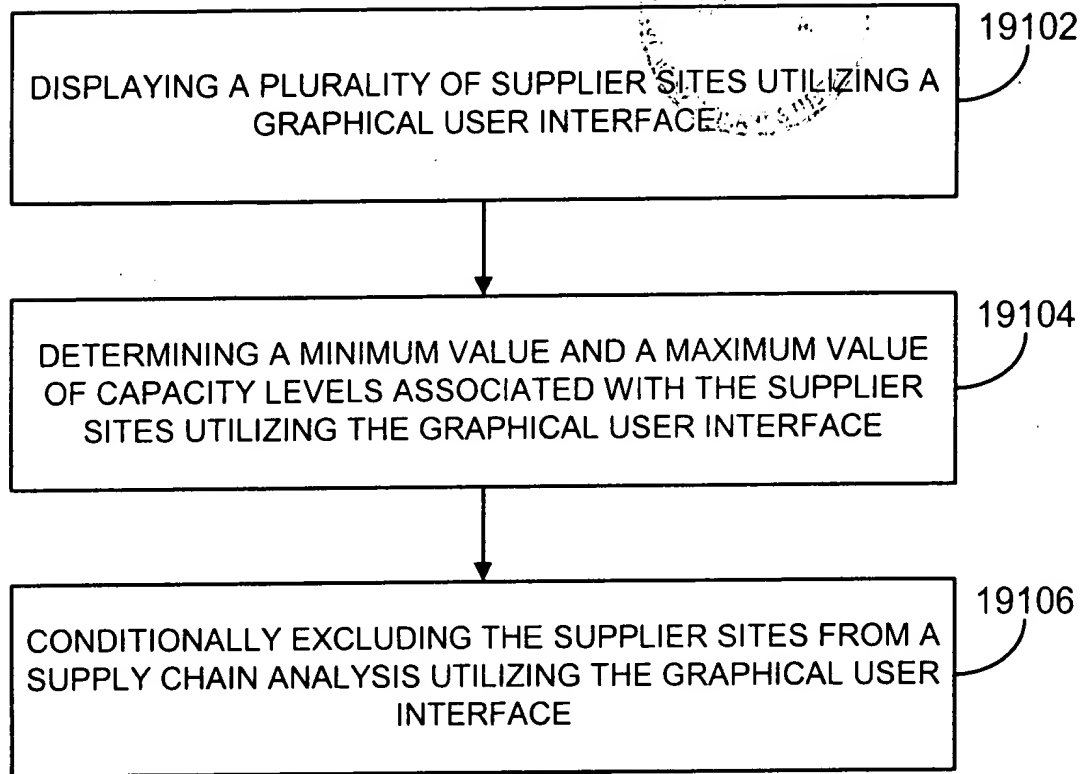 19102
DISPLAYING A PLURALITY OF SUPPLIER SITES UTILIZING A
GRAPHICAL USER INTERFACE
19104
DETERMINING A MINIMUM VALUE AND A MAXIMUM VALUE
OF CAPACITY LEVELS ASSOCIATED WITH THE SUPPLIER
SITES UTILIZING THE GRAPHICAL USER INTERFACE
19106
CONDITIONALLY EXCLUDING THE SUPPLIER SITES FROM A
SUPPLY CHAIN ANALYSIS UTILIZING THE GRAPHICAL USER
INTERFACE